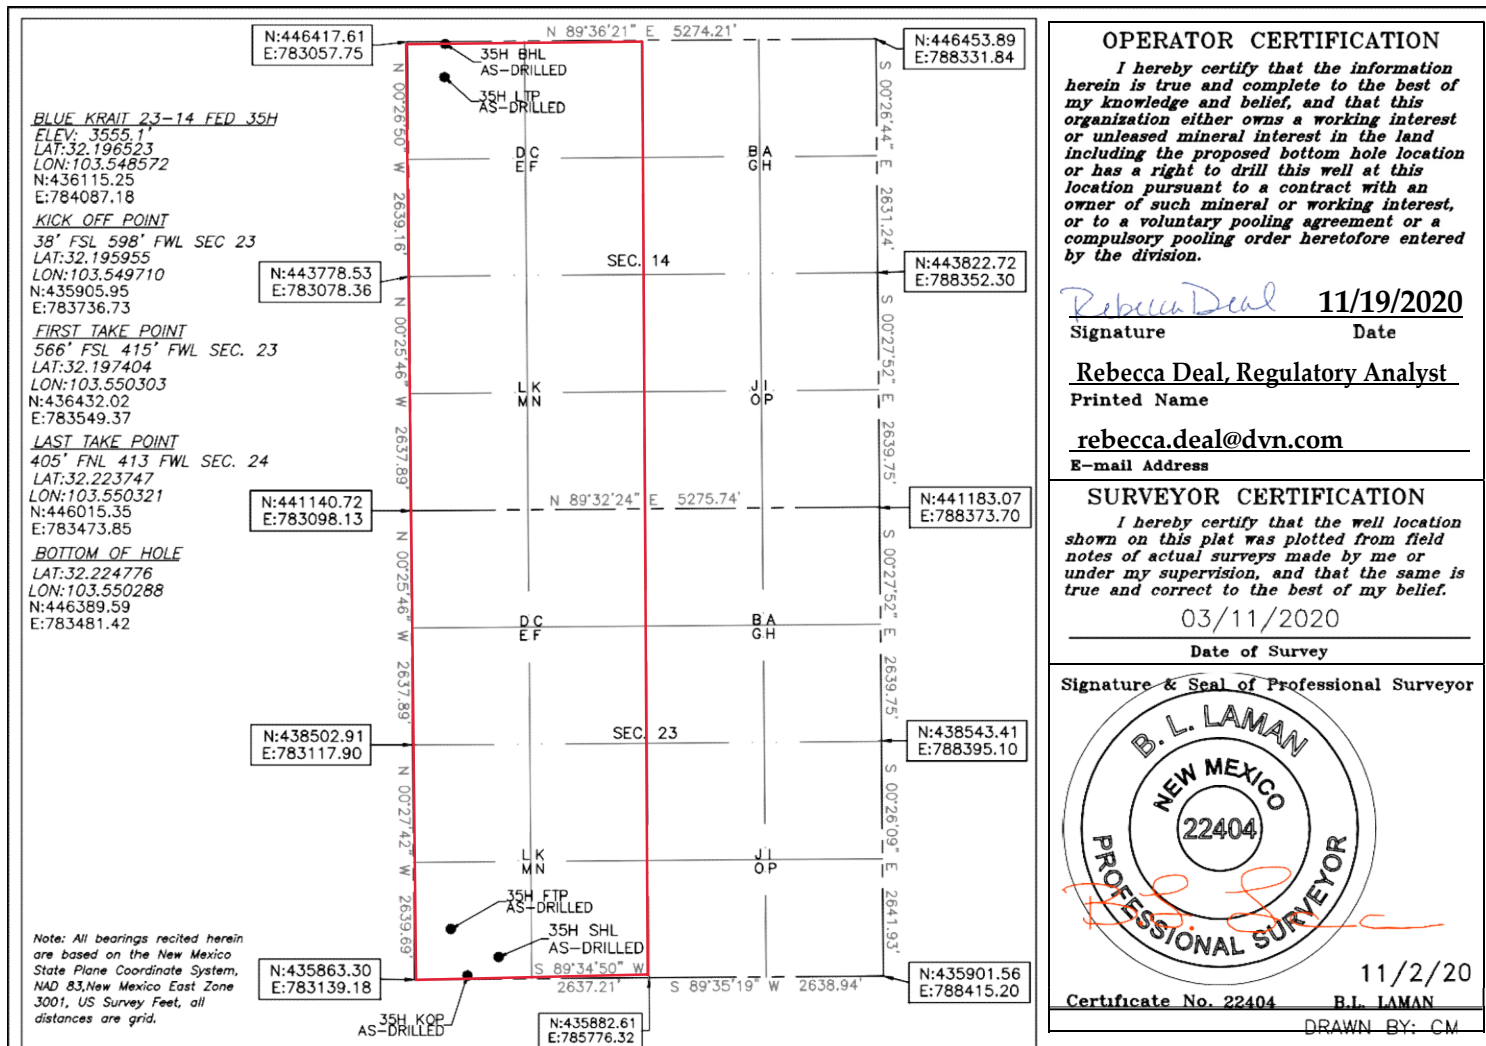 N 89°36'21" E 5274.21'
N:446417.61
E:783057.75
N:446453.89
E:788331.84
35H BHL
AS-DRILLED
35H LTP
AS-DRILLED
N 00°26'50" W 2639.16'
S 00°26'44" E 2631.24'
BLUE KRAIT 23-14 FED 35H
ELEV: 3555.1'
LAT:32.196523
LON:103.548572
N:436115.25
E:784087.18
KICK OFF POINT
38' FSL 598' FWL SEC 23
LAT:32.195955
LON:103.549710
N:435905.95
E:783736.73
FIRST TAKE POINT
566' FSL 415' FWL SEC. 23
LAT:32.197404
LON:103.550303
N:436432.02
E:783549.37
LAST TAKE POINT
405' FNL 413 FWL SEC. 24
LAT:32.223747
LON:103.550321
N:446015.35
E:783473.85
BOTTOM OF HOLE
LAT:32.224776
LON:103.550288
N:446389.59
E:783481.42
D C
E F
B A
G H
SEC. 14
N:443778.53
E:783078.36
N:443822.72
E:788352.30
N 00°25'46" W 2637.89'
S 00°27'52" E 2639.75'
L K
M N
J I
O P
N 89°32'24" E 5275.74'
N:441140.72
E:783098.13
N:441183.07
E:788373.70
N 00°25'46" W 2637.89'
S 00°27'52" E 2639.75'
D C
E F
B A
G H
SEC. 23
N:438502.91
E:783117.90
N:438543.41
E:788395.10
N 00°27'42" W 2639.69'
S 00°26'09" E 2641.93'
L K
M N
J I
O P
35H FTP
AS-DRILLED
35H SHL
AS-DRILLED
S 89°34'50" W
2637.21'
S 89°35'19" W 2638.94'
N:435863.30
E:783139.18
N:435901.56
E:788415.20
35H KOP
AS-DRILLED
N:435882.61
E:785776.32
Note: All bearings recited herein
are based on the New Mexico
State Plane Coordinate System,
NAD 83,New Mexico East Zone
3001, US Survey Feet, all
distances are grid.
OPERATOR CERTIFICATION
I hereby certify that the information
herein is true and complete to the best of
my knowledge and belief, and that this
organization either owns a working interest
or unleased mineral interest in the land
including the proposed bottom hole location
or has a right to drill this well at this
location pursuant to a contract with an
owner of such mineral or working interest,
or to a voluntary pooling agreement or a
compulsory pooling order heretofore entered
by the division.
Rebecca Deal 11/19/2020
Signature Date
Rebecca Deal, Regulatory Analyst
Printed Name
rebecca.deal@dvn.com
E-mail Address
SURVEYOR CERTIFICATION
I hereby certify that the well location
shown on this plat was plotted from field
notes of actual surveys made by me or
under my supervision, and that the same is
true and correct to the best of my belief.
03/11/2020
Date of Survey
Signature & Seal of Professional Surveyor
B. L. LAMAN
NEW MEXICO
22404
PROFESSIONAL SURVEYOR
11/2/20
Certificate No. 22404 B.L. LAMAN
DRAWN BY: CM